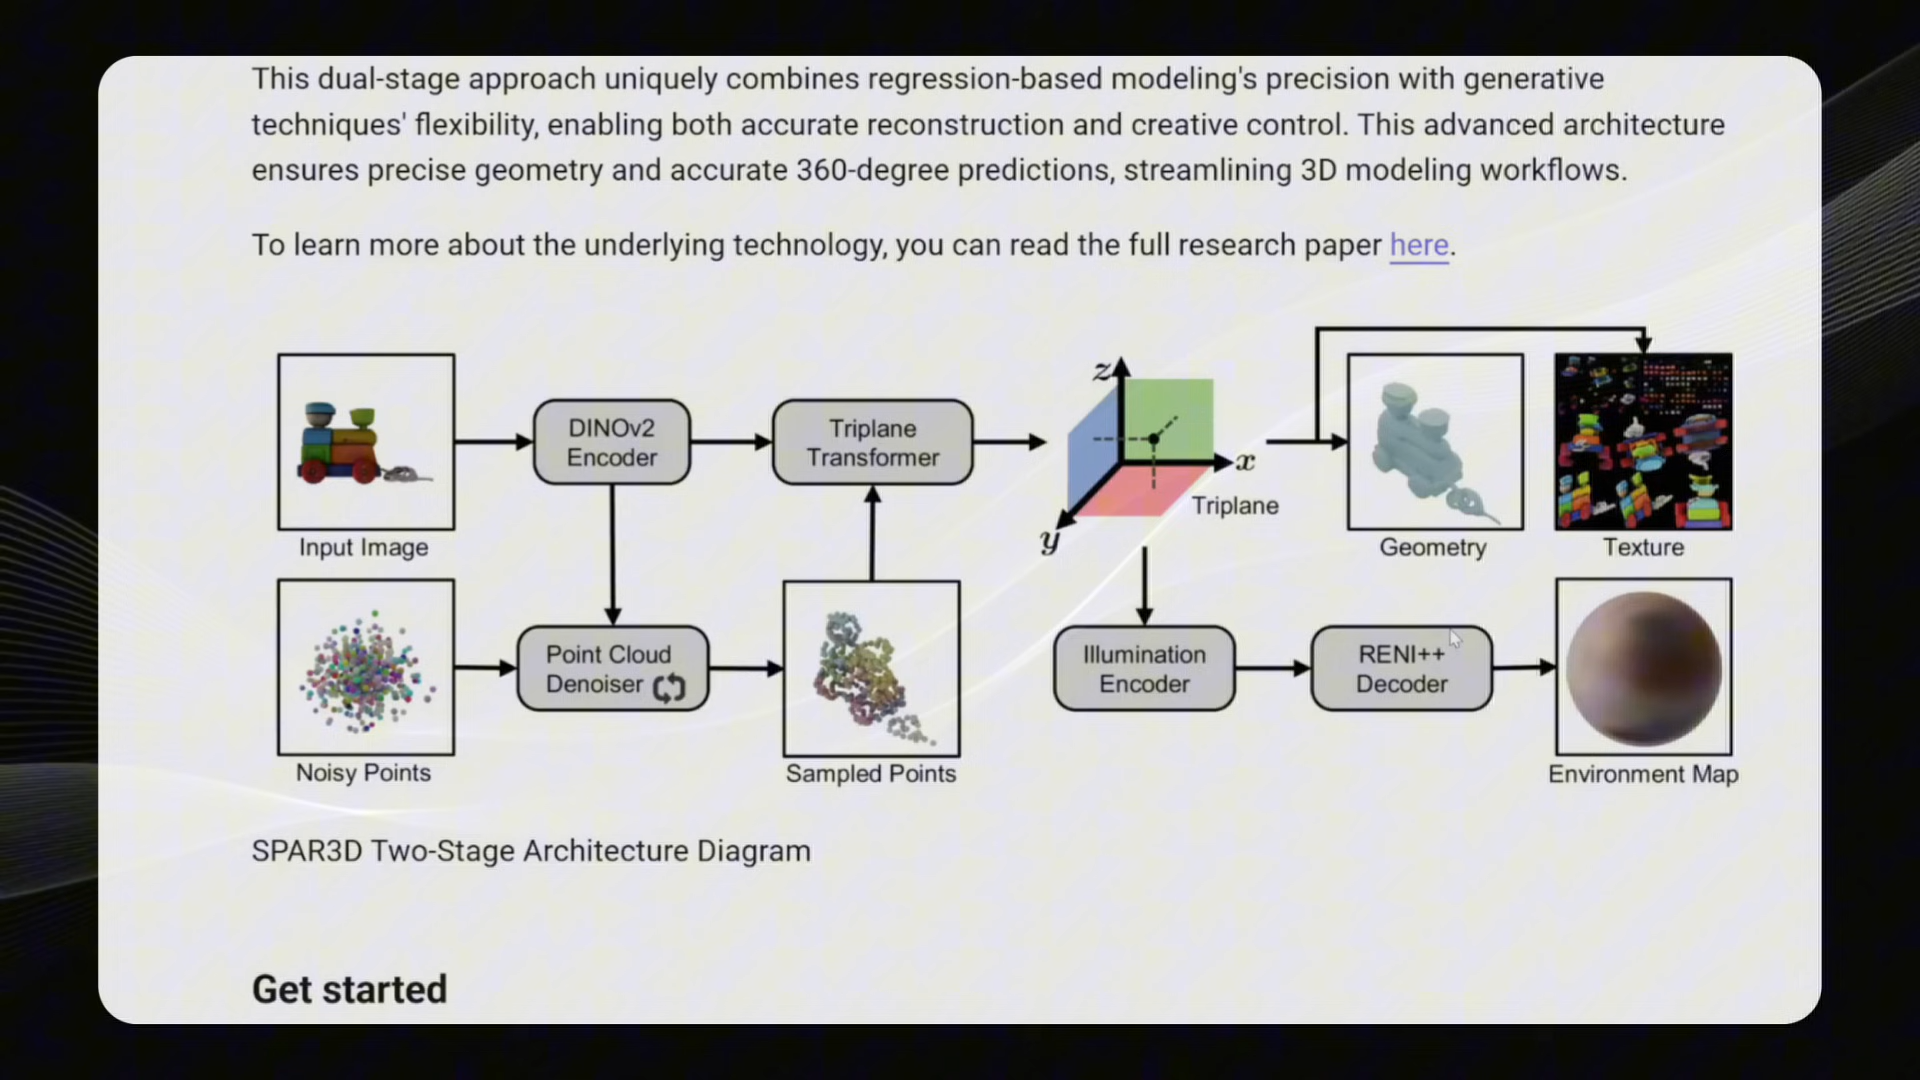 This dual-stage approach uniquely combines regression-based modeling's precision with generative
techniques' flexibility, enabling both accurate reconstruction and creative control. This advanced architecture
ensures precise geometry and accurate 360-degree predictions, streamlining 3D modeling workflows.
To learn more about the underlying technology, you can read the full research paper here.
Input Image
DINOv2
Encoder
Triplane
Transformer
z
x
y
Triplane
Geometry
Texture
Noisy Points
Point Cloud
Denoiser
Sampled Points
Illumination
Encoder
RENI++
Decoder
Environment Map
SPAR3D Two-Stage Architecture Diagram
Get started